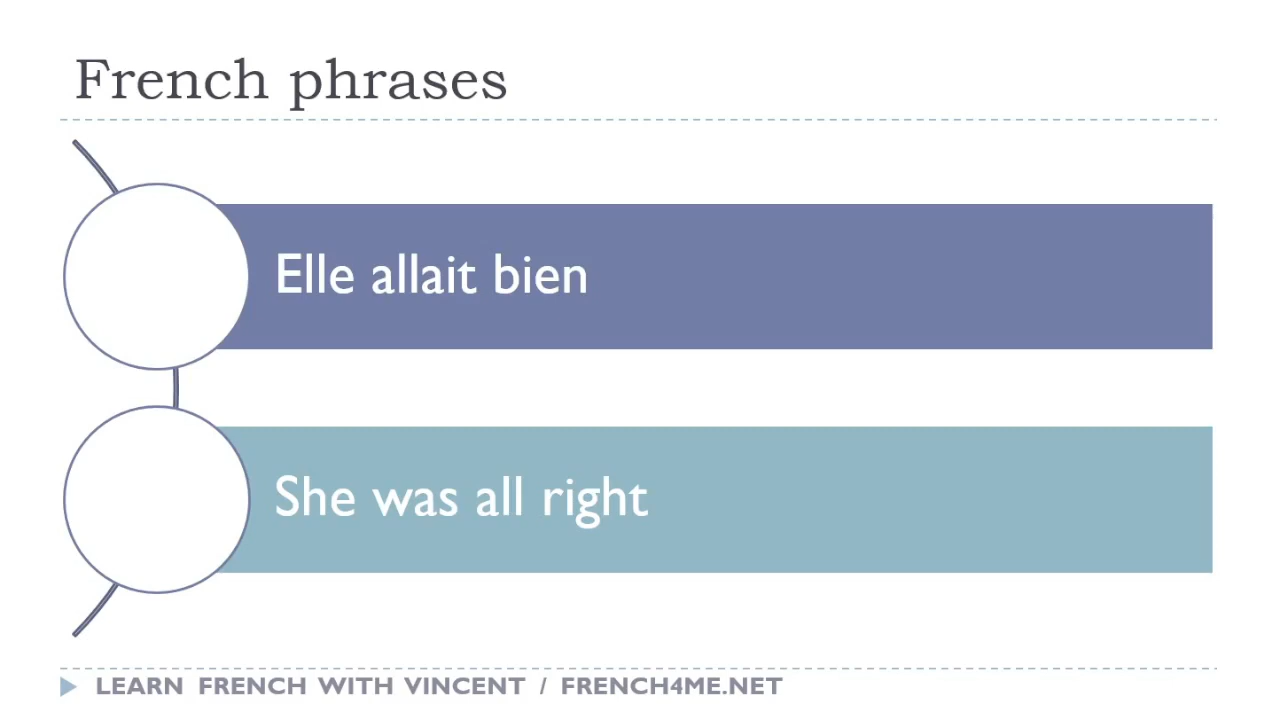 French phrases
Elle allait bien
She was all right
LEARN FRENCH WITH VINCENT / FRENCH4ME.NET